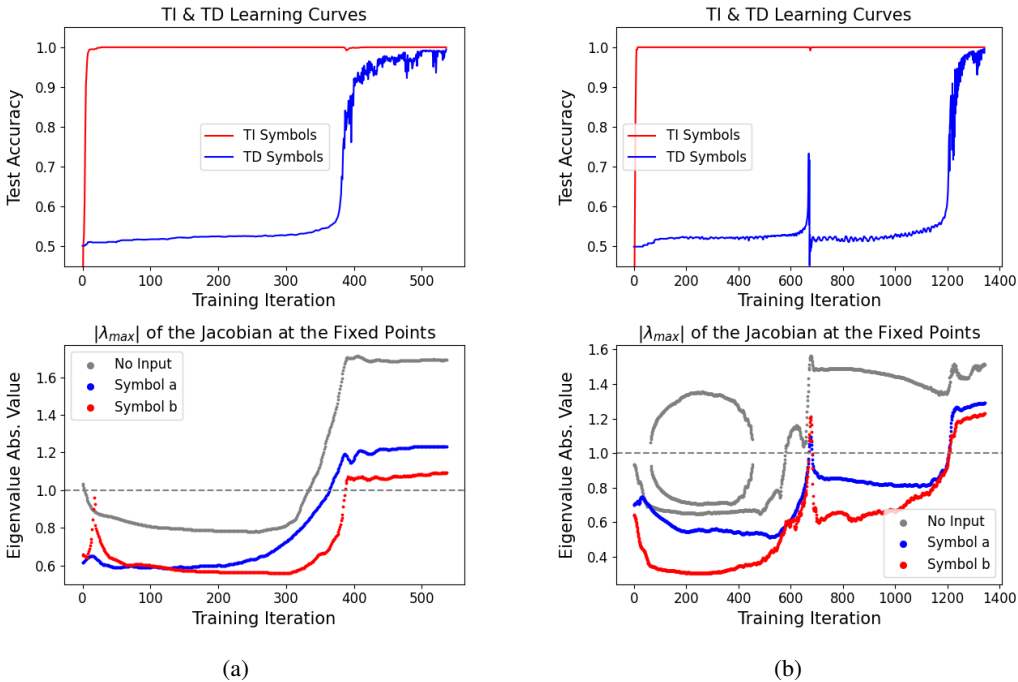 TI & TD Learning Curves
Test Accuracy
1.0
0.9
0.8
0.7
0.6
0.5
TI Symbols
TD Symbols
0 100 200 300 400 500
Training Iteration
|λmax| of the Jacobian at the Fixed Points
Eigenvalue Abs. Value
1.6
1.4
1.2
1.0
0.8
0.6
No Input
Symbol a
Symbol b
0 100 200 300 400 500
Training Iteration
(a)
TI & TD Learning Curves
Test Accuracy
1.0
0.9
0.8
0.7
0.6
0.5
TI Symbols
TD Symbols
0 200 400 600 800 1000 1200 1400
Training Iteration
|λmax| of the Jacobian at the Fixed Points
Eigenvalue Abs. Value
1.6
1.4
1.2
1.0
0.8
0.6
0.4
No Input
Symbol a
Symbol b
0 200 400 600 800 1000 1200 1400
Training Iteration
(b)